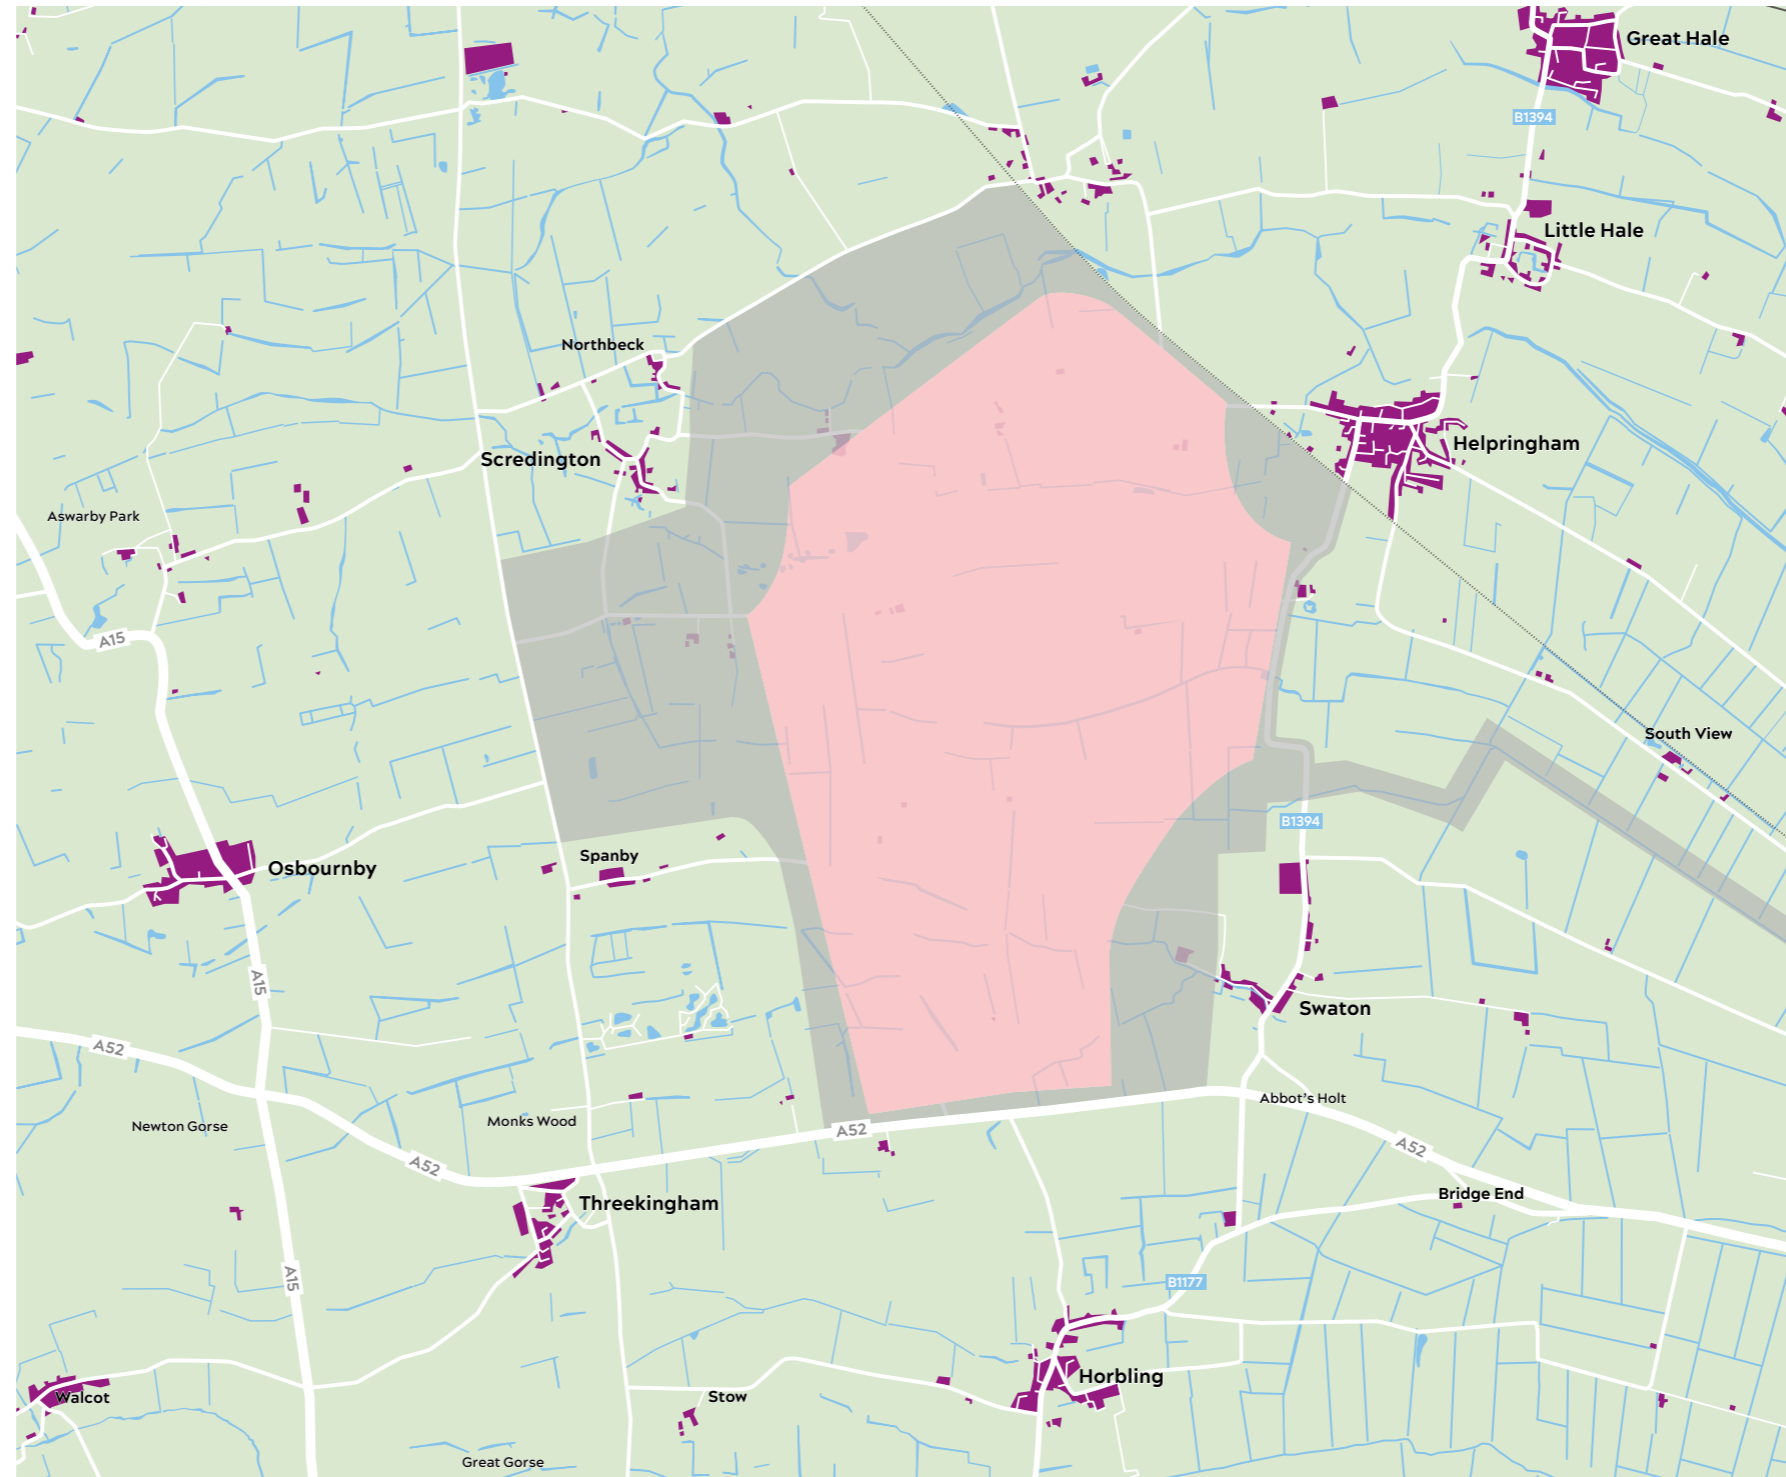 Great Hale
B1394
Little Hale
Northbeck
Helpringham
Scredington
Aswarby Park
A15
South View
B1394
Spanby
Osbournby
A15
Swaton
A52
Abbot's Holt
Newton Gorse
Monks Wood
A52
A52
A52
Bridge End
Threekingham
A15
B1177
Horbling
Walcot
Stow
Great Gorse